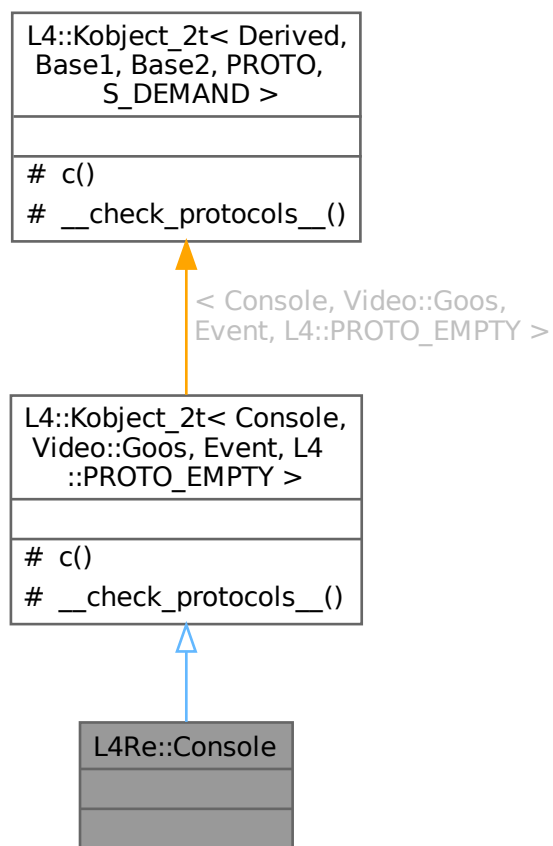 L4::Kobject_2t< Derived,
Base1, Base2, PROTO,
S_DEMAND >
# c()
# __check_protocols__()
< Console, Video::Goos,
Event, L4::PROTO_EMPTY >
L4::Kobject_2t< Console,
Video::Goos, Event, L4
::PROTO_EMPTY >
# c()
# __check_protocols__()
L4Re::Console